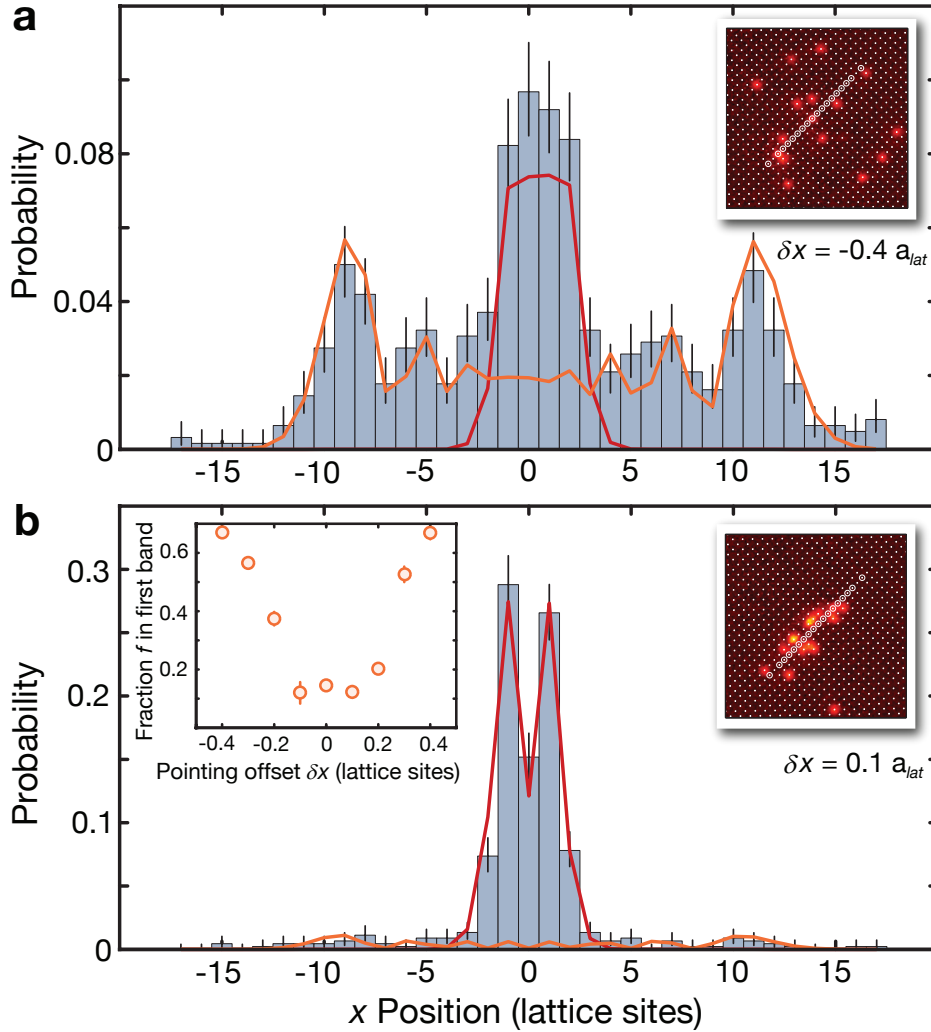 a
Probability
0.08
0.04
0
-15 -10 -5 0 5 10 15
δx = -0.4 a_lat
b
Probability
0.3
0.2
0.1
0
-15 -10 -5 0 5 10 15
x Position (lattice sites)
Fraction f in first band
0.6
0.4
0.2
-0.4 -0.2 0 0.2 0.4
Pointing offset δx (lattice sites)
δx = 0.1 a_lat